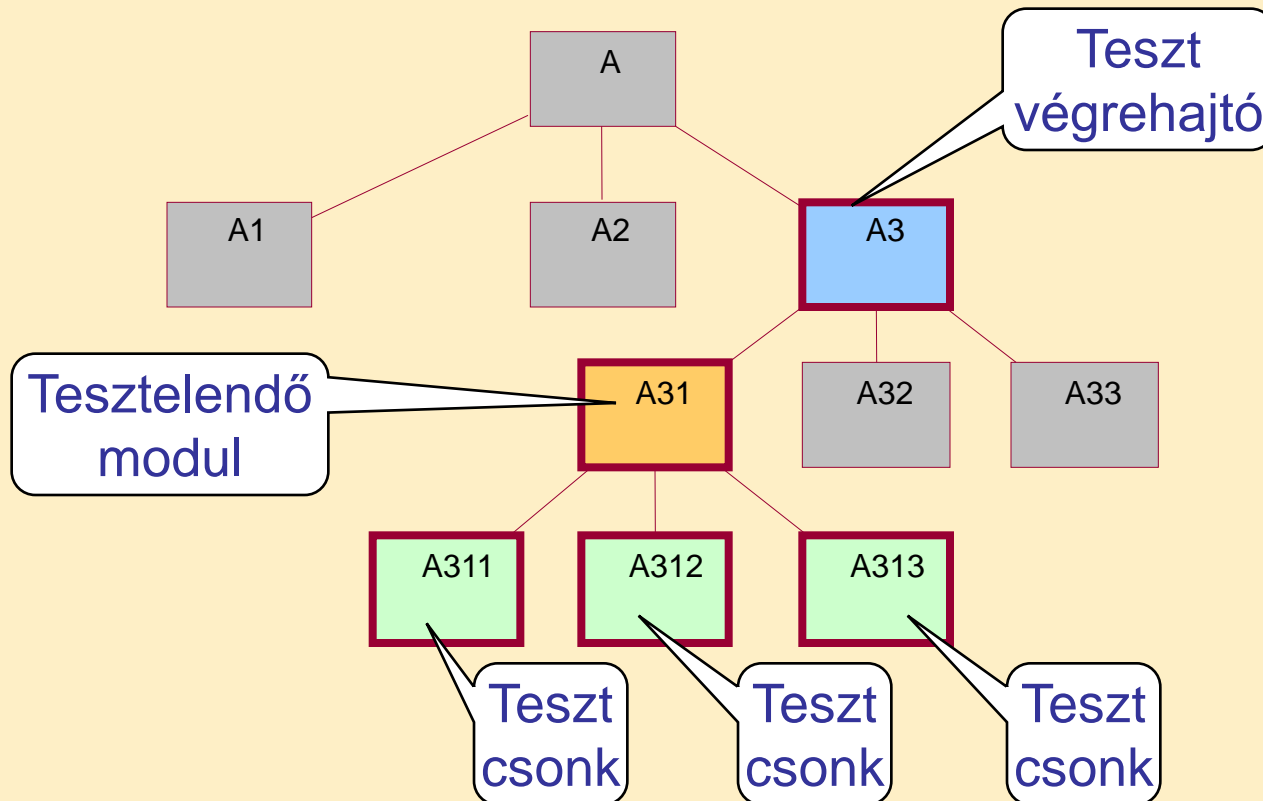 A
Teszt
végrehajtó
A1
A2
A3
Tesztelendő
modul
A31
A32
A33
A311
A312
A313
Teszt
csonk
Teszt
csonk
Teszt
csonk